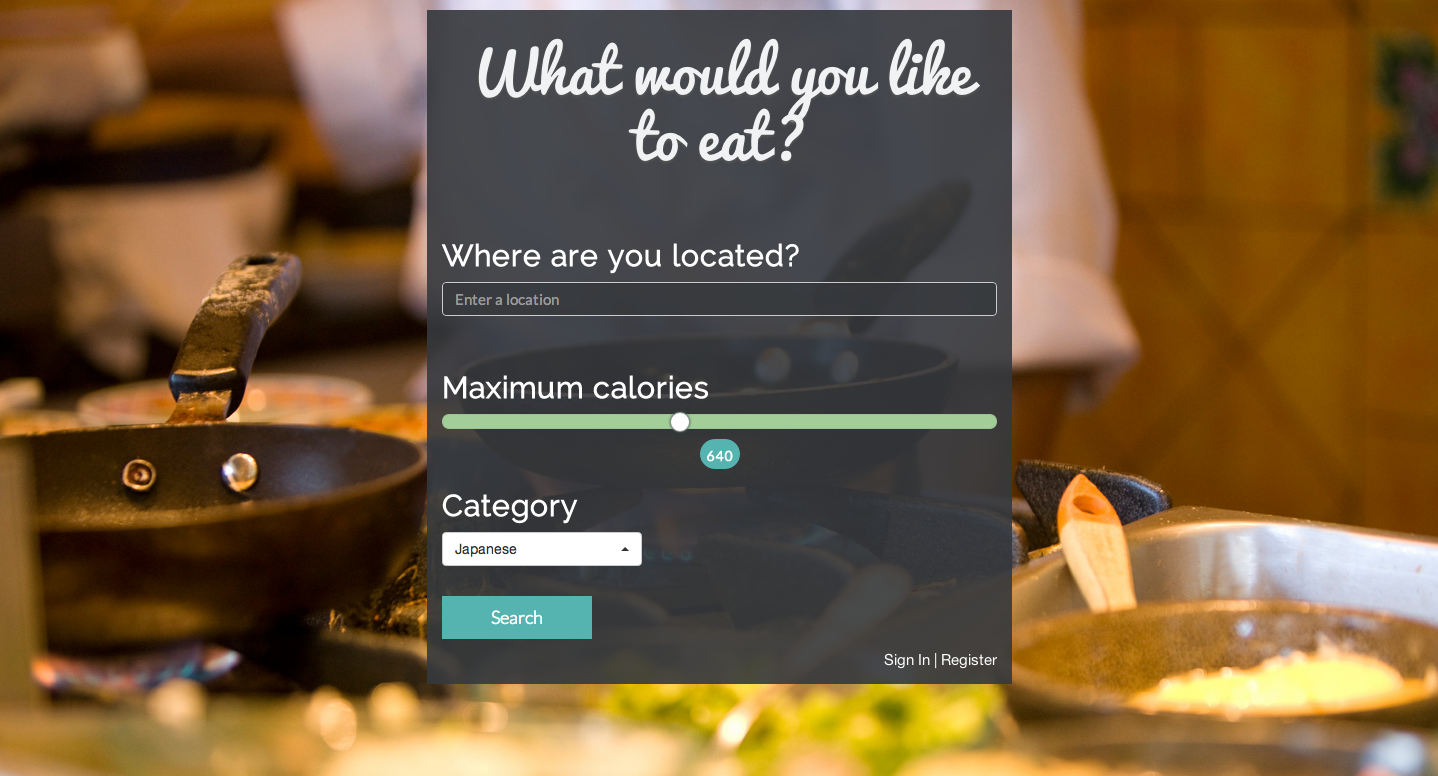 What would you like
to eat?
Where are you located?
Enter a location
Maximum calories
640
Category
Japanese
Search
Sign In | Register